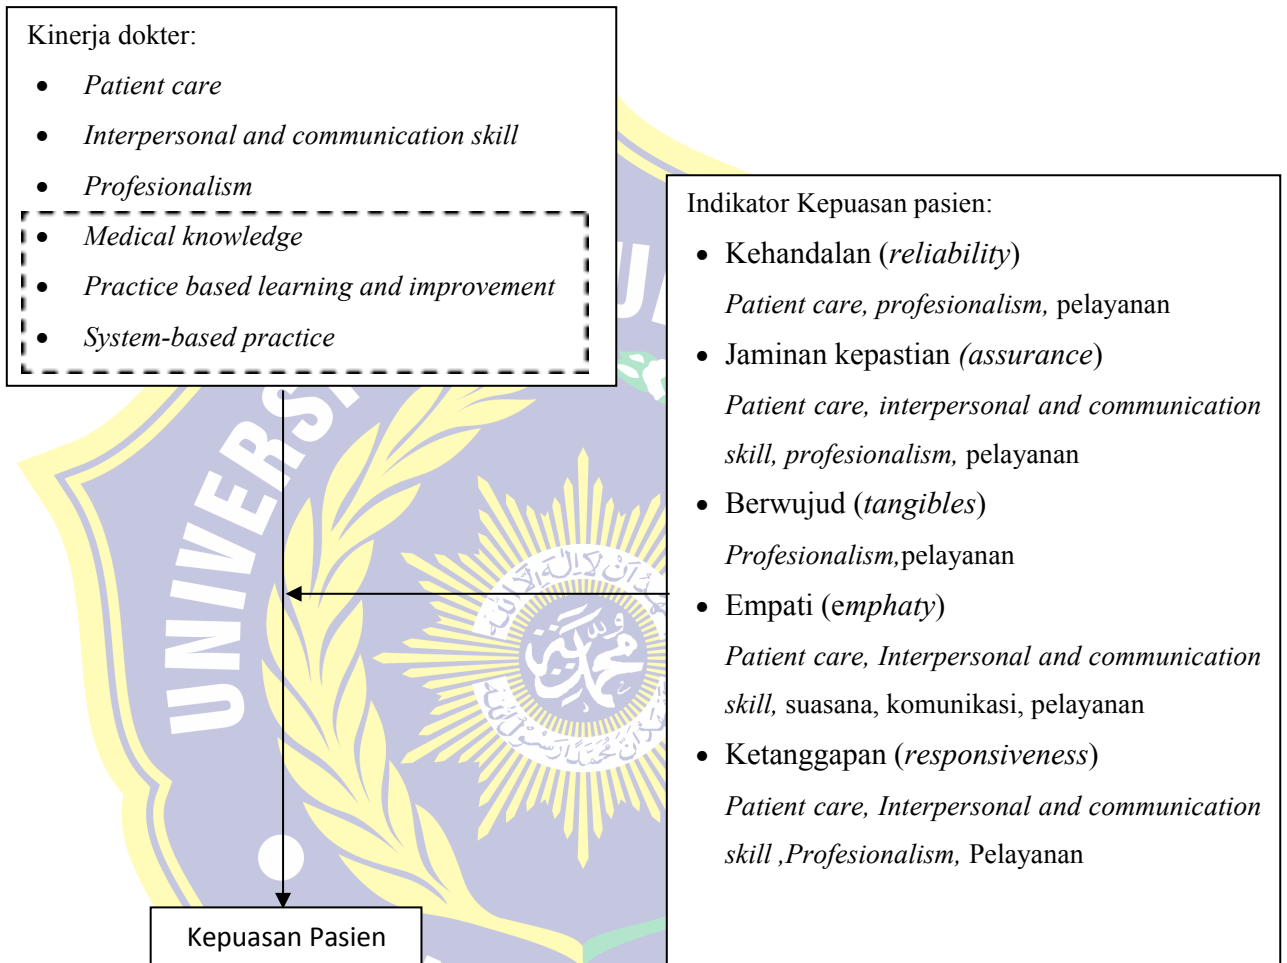 Kinerja dokter:
• Patient care
• Interpersonal and communication skill
• Profesionalism
• Medical knowledge
• Practice based learning and improvement
• System-based practice
Indikator Kepuasan pasien:
• Kehandalan (reliability)
Patient care, profesionalism, pelayanan
• Jaminan kepastian (assurance)
Patient care, interpersonal and communication
skill, profesionalism, pelayanan
• Berwujud (tangibles)
Profesionalism,pelayanan
• Empati (emphaty)
Patient care, Interpersonal and communication
skill, suasana, komunikasi, pelayanan
• Ketanggapan (responsiveness)
Patient care, Interpersonal and communication
skill ,Profesionalism, Pelayanan
Kepuasan Pasien
محمد